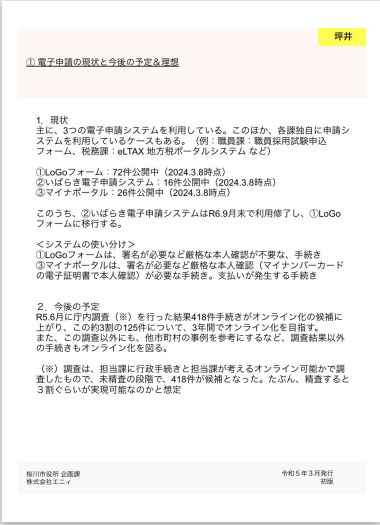 坪井
① 電子申請の現状と今後の予定＆理想
１．現状
主に、3つの電子申請システムを利用している。このほか、各課独自に申請シ
ステムを利用しているケースもある。（例：職員課：職員採用試験申込
フォーム、税務課：eLTAX 地方税ポータルシステム など）
①LoGoフォーム：72件公開中（2024.3.8時点）
②いばらき電子申請システム：16件公開中（2024.3.8時点）
③マイナポータル：26件公開中（2024.3.8時点）
このうち、②いばらき電子申請システムはR6.9月末で利用修了し、①LoGo
フォームに移行する。
＜システムの使い分け＞
①LoGoフォームは、署名が必要など厳格な本人確認が不要な、手続き
③マイナポータルは、署名が必要など厳格な本人確認（マイナンバーカード
の電子証明書で本人確認）が必要な手続き。支払いが発生する手続き
２．今後の予定
R5.6月に庁内調査（※）を行った結果418件手続きがオンライン化の候補
に上がり、この約3割の125件について、3年間でオンライン化を目指す。
また、この調査以外にも、他市町村の事例を参考にするなど、調査結果以外
の手続きもオンライン化を図る。
（※）調査は、担当課に行政手続きと担当課が考えるオンライン可能かで調
査したもので、未精査の段階で、418件が候補となった。たぶん、精査すると
３割ぐらいが実現可能なのかと想定
桜川市役所 企画課
株式会社エニィ
令和５年３月発行
初版